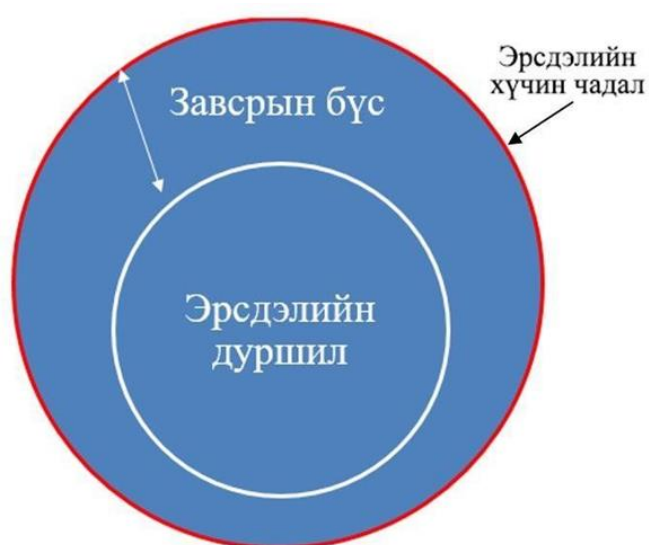 Эрсдэлийн
хүчин чадал
Завсрын бүс
Эрсдэлийн
дуршил